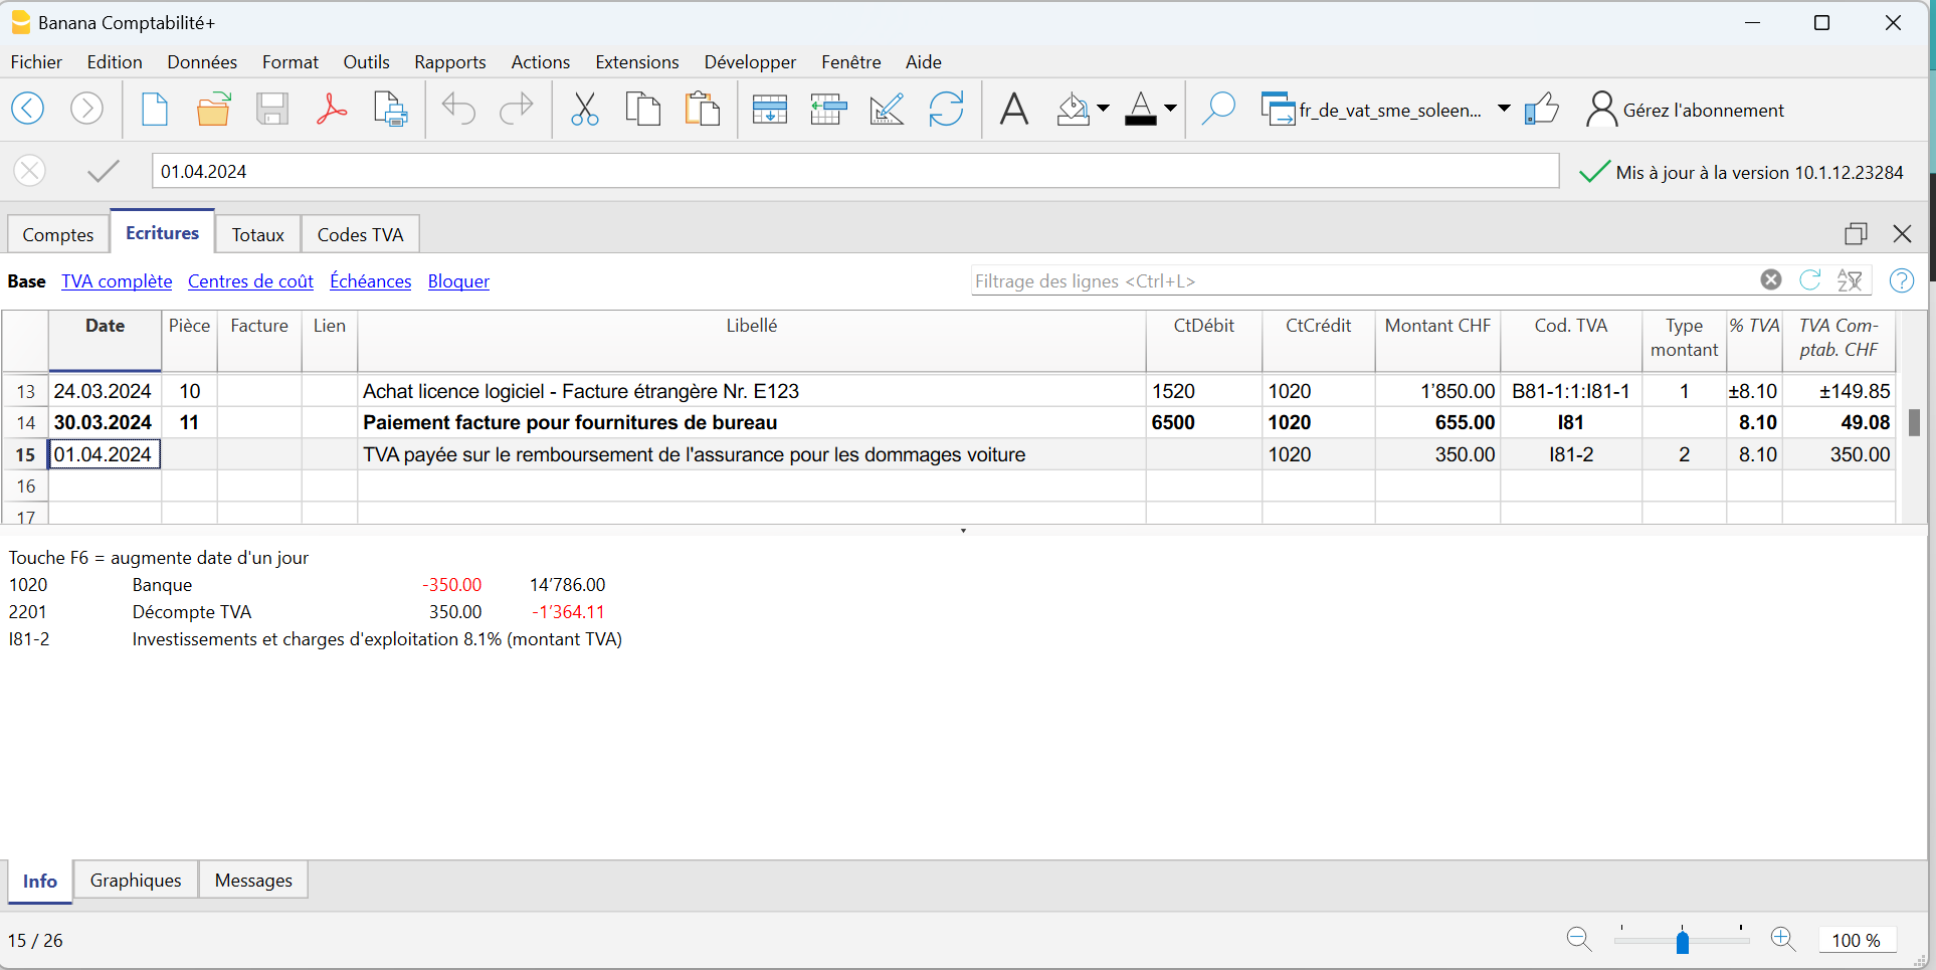 Banana Comptabilité+
Fichier Edition Données Format Outils Rapports Actions Extensions Développer Fenêtre Aide
fr_de_vat_sme_soleen... Gérez l'abonnement
01.04.2024 Mis à jour à la version 10.1.12.23284
Comptes Ecritures Totaux Codes TVA
Base TVA complète Centres de coût Échéances Bloquer Filtrage des lignes <Ctrl+L>
Date Pièce Facture Lien Libellé CtDébit CtCrédit Montant CHF Cod. TVA Type montant % TVA TVA Com-ptab. CHF
13 24.03.2024 10 Achat licence logiciel - Facture étrangère Nr. E123 1520 1020 1’850.00 B81-1:1:I81-1 1 ±8.10 ±149.85
14 30.03.2024 11 Paiement facture pour fournitures de bureau 6500 1020 655.00 I81 8.10 49.08
15 01.04.2024 TVA payée sur le remboursement de l'assurance pour les dommages voiture 1020 350.00 I81-2 2 8.10 350.00
16
17
Touche F6 = augmente date d'un jour
1020 Banque -350.00 14’786.00
2201 Décompte TVA 350.00 -1’364.11
I81-2 Investissements et charges d'exploitation 8.1% (montant TVA)
Info Graphiques Messages
15 / 26 100 %